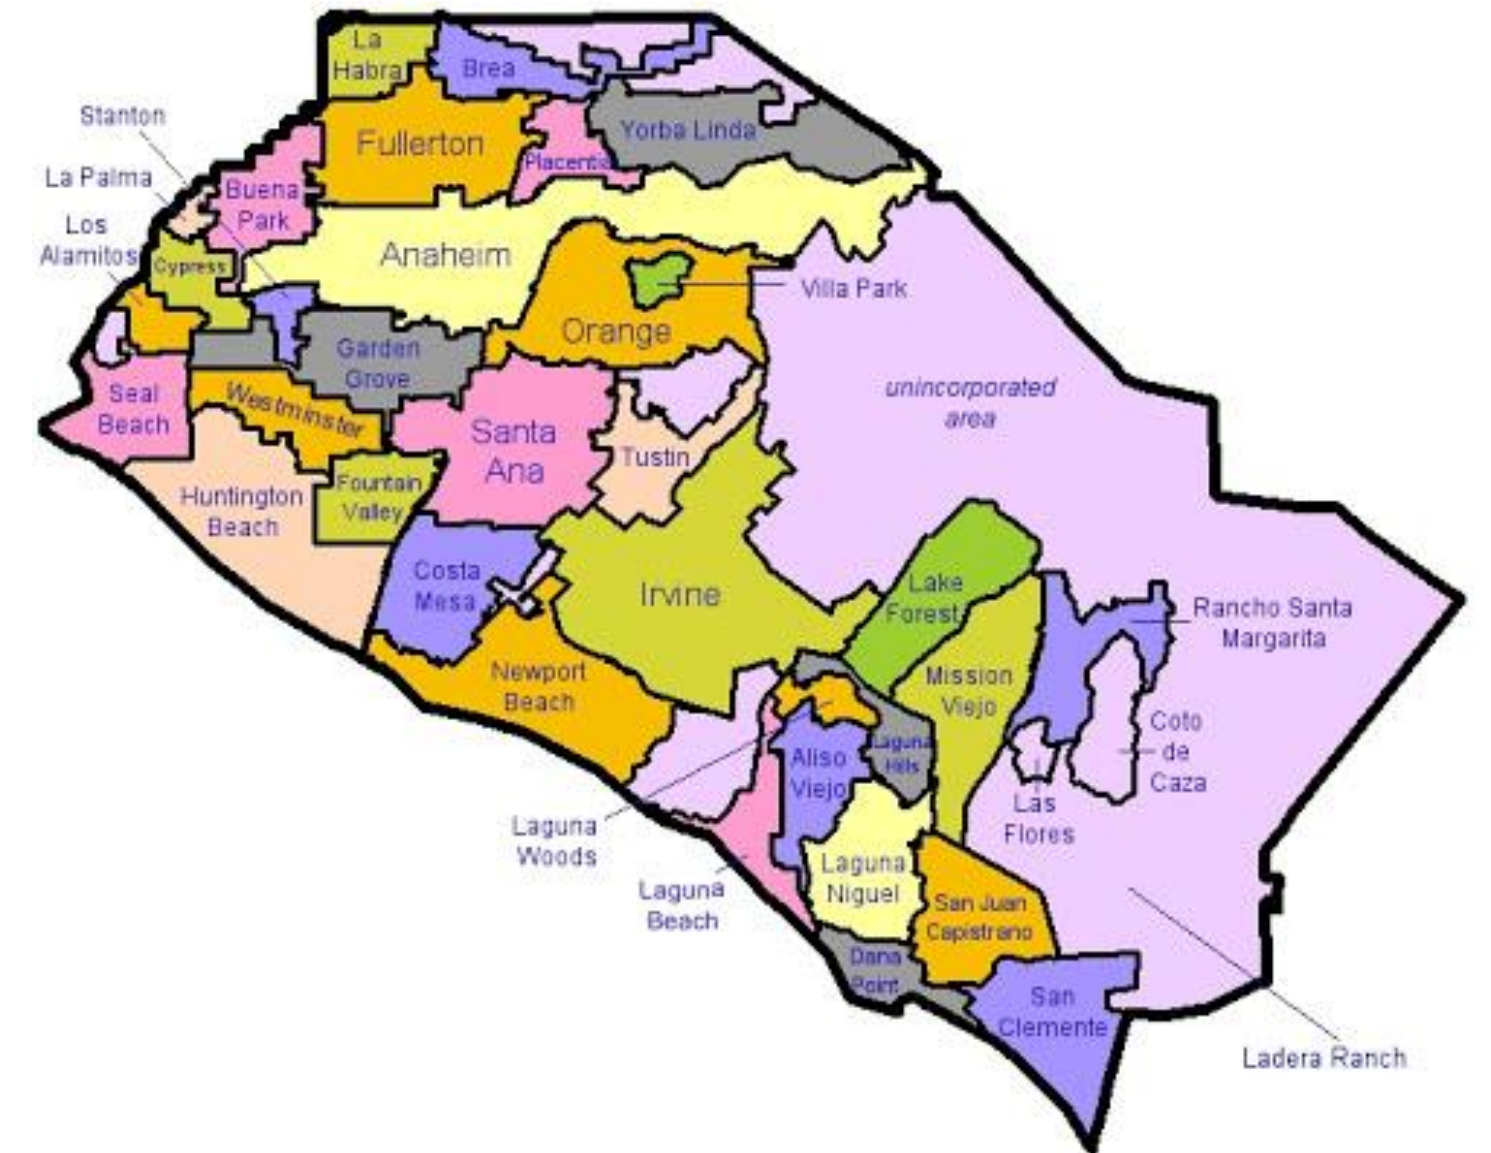 La
Habra
Brea
Stanton
Fullerton
Yorba Linda
Placentia
La Palma
Buena
Park
Los
Alamitos
Cypress
Anaheim
Villa Park
Orange
Garden
Grove
unincorporated
area
Seal
Beach
Westminster
Santa
Ana
Tustin
Huntington
Beach
Fountain
Valley
Costa
Mesa
Irvine
Lake
Forest
Rancho Santa
Margarita
Newport
Beach
Mission
Viejo
Coto
de
Caza
Laguna
Hills
Aliso
Viejo
Las
Flores
Laguna
Woods
Laguna
Beach
Laguna
Niguel
San Juan
Capistrano
Dana
Point
San
Clemente
Ladera Ranch